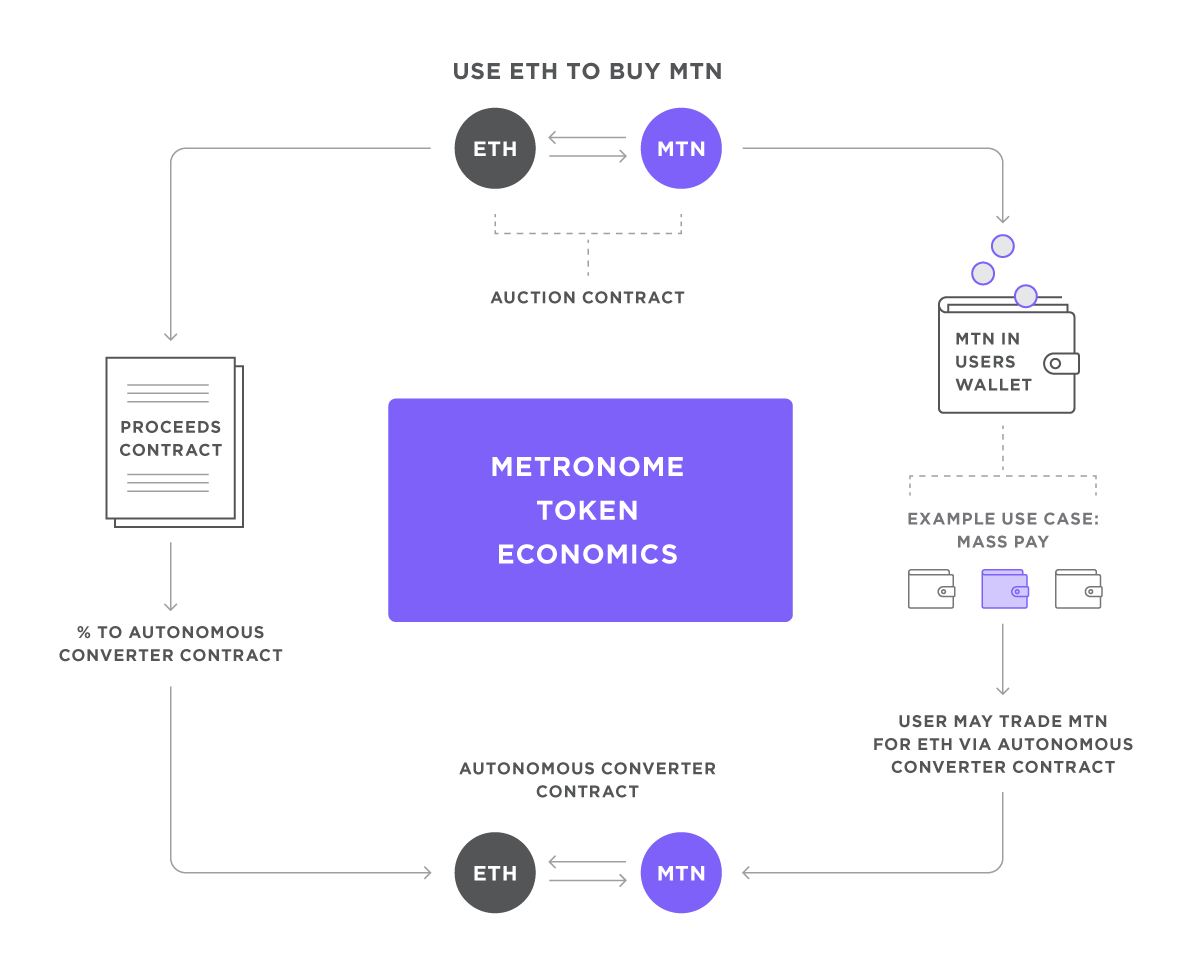 USE ETH TO BUY MTN
ETH
MTN
AUCTION CONTRACT
MTN IN
USERS
WALLET
PROCEEDS
CONTRACT
METRONOME
TOKEN
ECONOMICS
EXAMPLE USE CASE:
MASS PAY
% TO AUTONOMOUS
CONVERTER CONTRACT
USER MAY TRADE MTN
FOR ETH VIA AUTONOMOUS
CONVERTER CONTRACT
AUTONOMOUS CONVERTER
CONTRACT
ETH
MTN